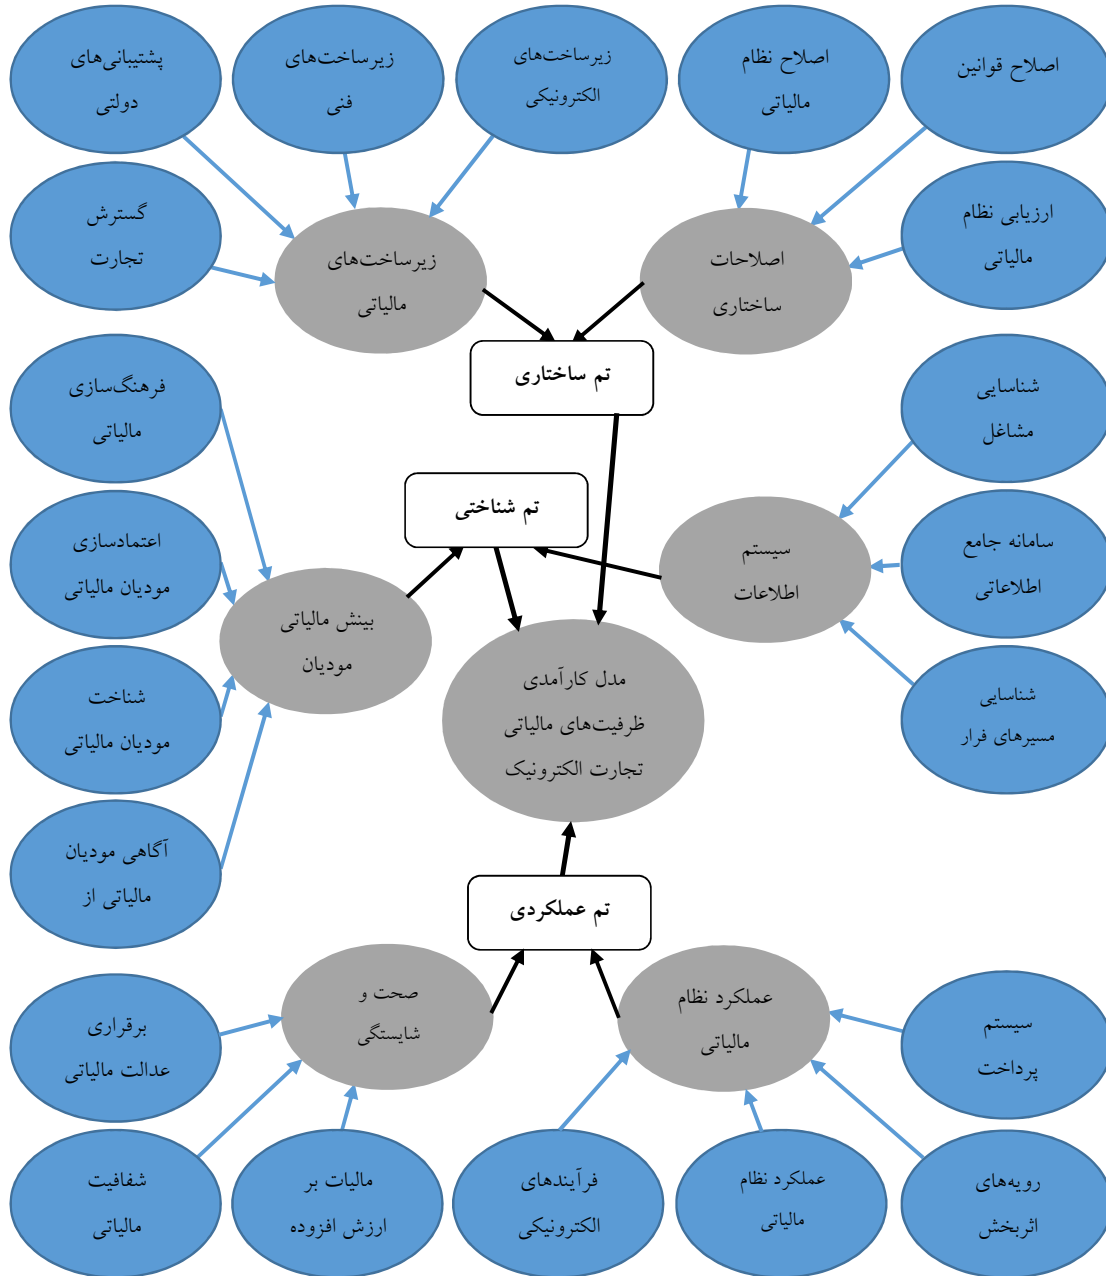 اصلاح قوانین
اصلاح نظام
مالیاتی
زیرساخت‌های
الکترونیکی
زیرساخت‌های
فنی
پشتیبانی‌های
دولتی
ارزیابی نظام
مالیاتی
اصلاحات
ساختاری
زیرساخت‌های
مالیاتی
گسترش
تجارت
تم ساختاری
شناسایی
مشاغل
فرهنگ‌سازی
مالیاتی
تم شناختی
سامانه جامع
اطلاعاتی
سیستم
اطلاعات
اعتمادسازی
مودیان مالیاتی
بینش مالیاتی
مودیان
شناسایی
مسیرهای فرار
مدل کارآمدی
ظرفیت‌های مالیاتی
تجارت الکترونیک
شناخت
مودیان مالیاتی
آگاهی مودیان
مالیاتی از
تم عملکردی
سیستم
پرداخت
عملکرد نظام
مالیاتی
صحت و
شایستگی
برقراری
عدالت مالیاتی
رویه‌های
اثربخش
عملکرد نظام
مالیاتی
فرآیندهای
الکترونیکی
مالیات بر
ارزش افزوده
شفافیت
مالیاتی